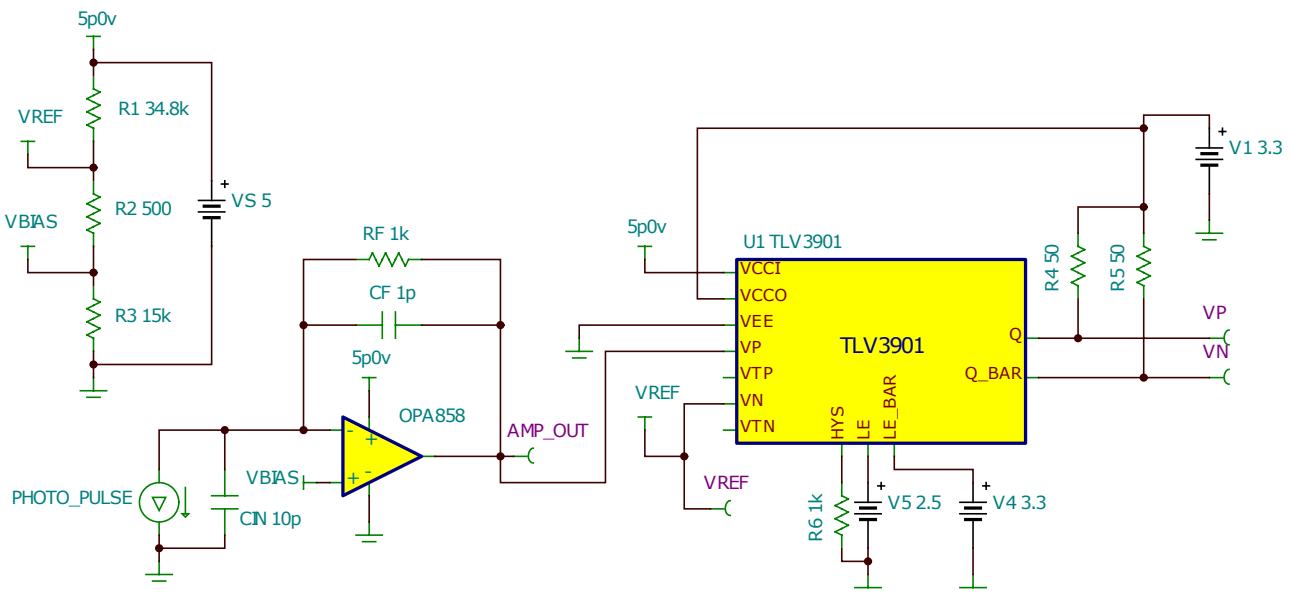 5p0v
R1 34.8k
VREF
R2 500
VS 5
VBIAS
R3 15k
RF 1k
CF 1p
5p0v
OPA858
AMP_OUT
VBIAS
PHOTO_PULSE
CIN 10p
-
+
+
-
5p0v
U1 TLV3901
VCCI
VCCO
VEE
VP
VTP
VN
VTN
TLV3901
Q
Q_BAR
HYS
LE
LE_BAR
VREF
VREF
R6 1k
+
V5 2.5
+
V4 3.3
R4 50
R5 50
+
V1 3.3
VP
VN
+